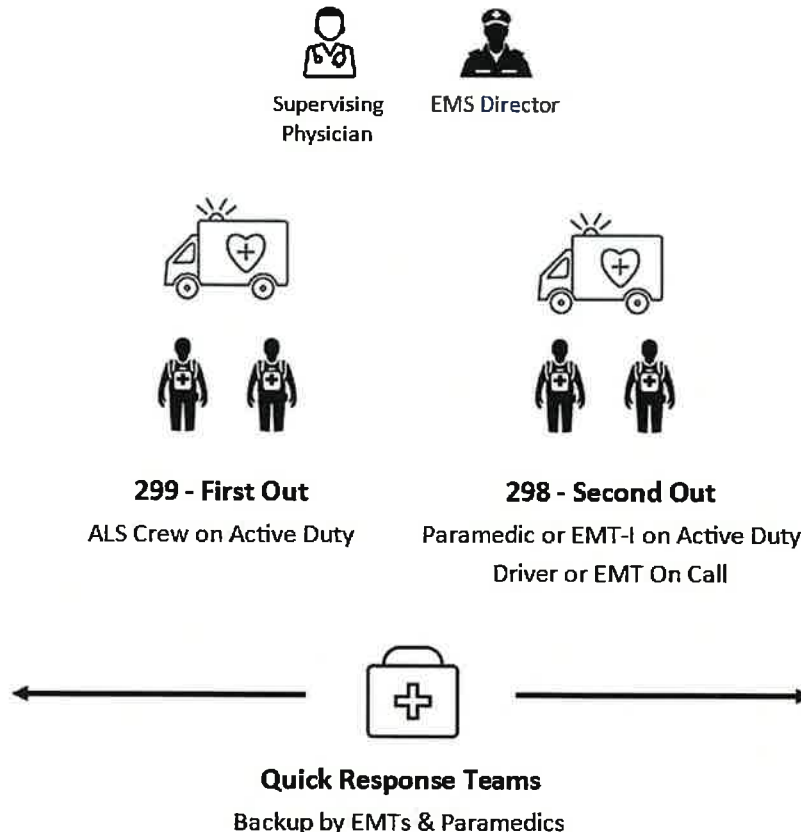 Supervising
Physician
EMS Director
299 - First Out
ALS Crew on Active Duty
298 - Second Out
Paramedic or EMT-I on Active Duty
Driver or EMT On Call
Quick Response Teams
Backup by EMTs & Paramedics